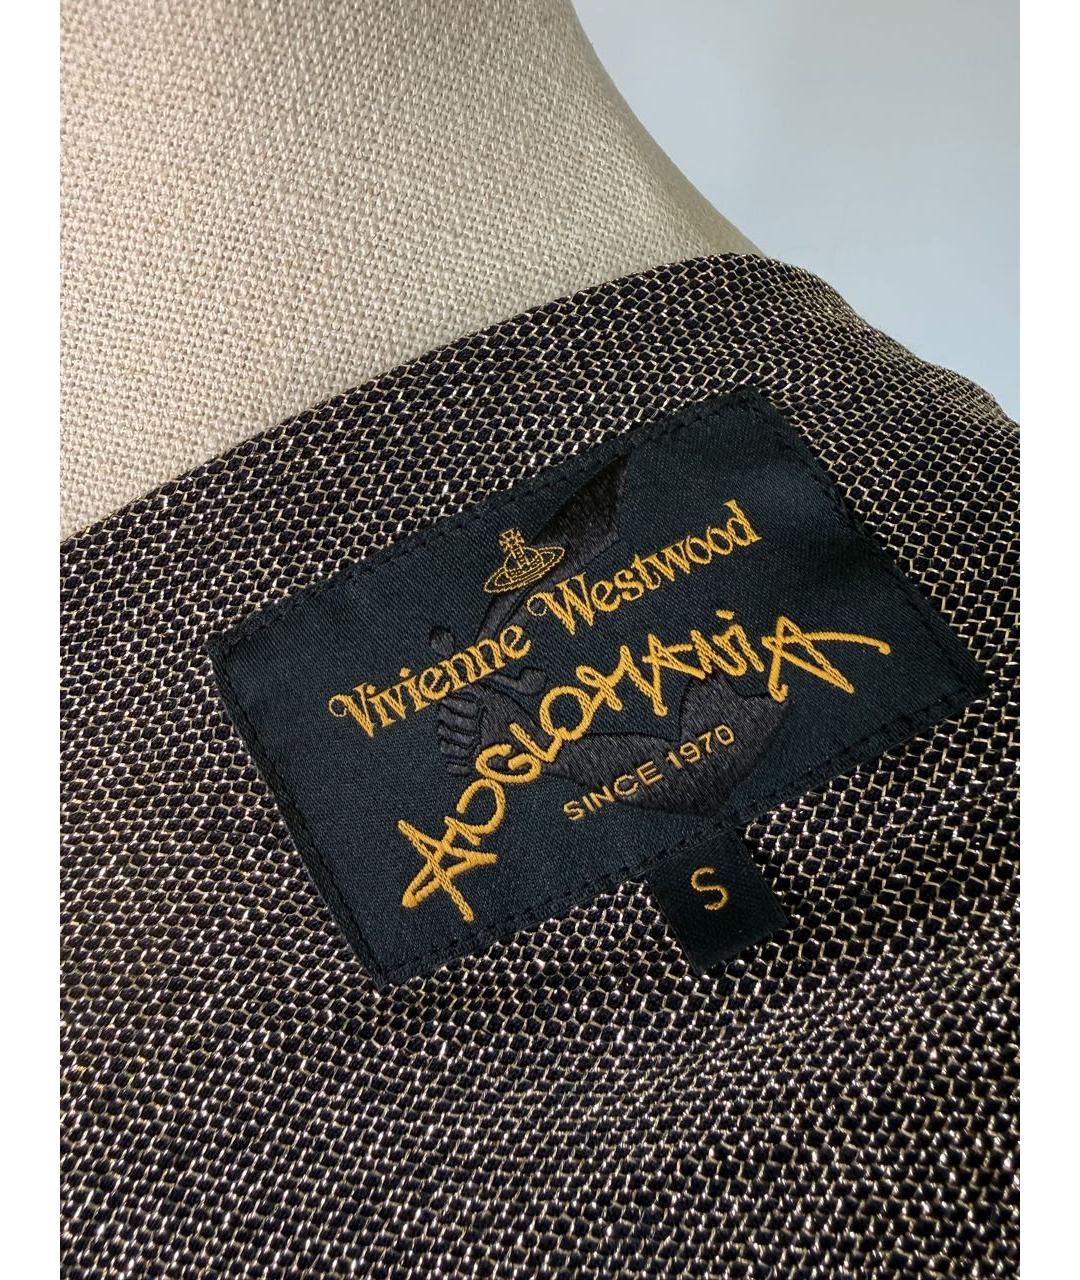 Vivienne Westwood
ANGLOMANiA
SINCE 1970
S